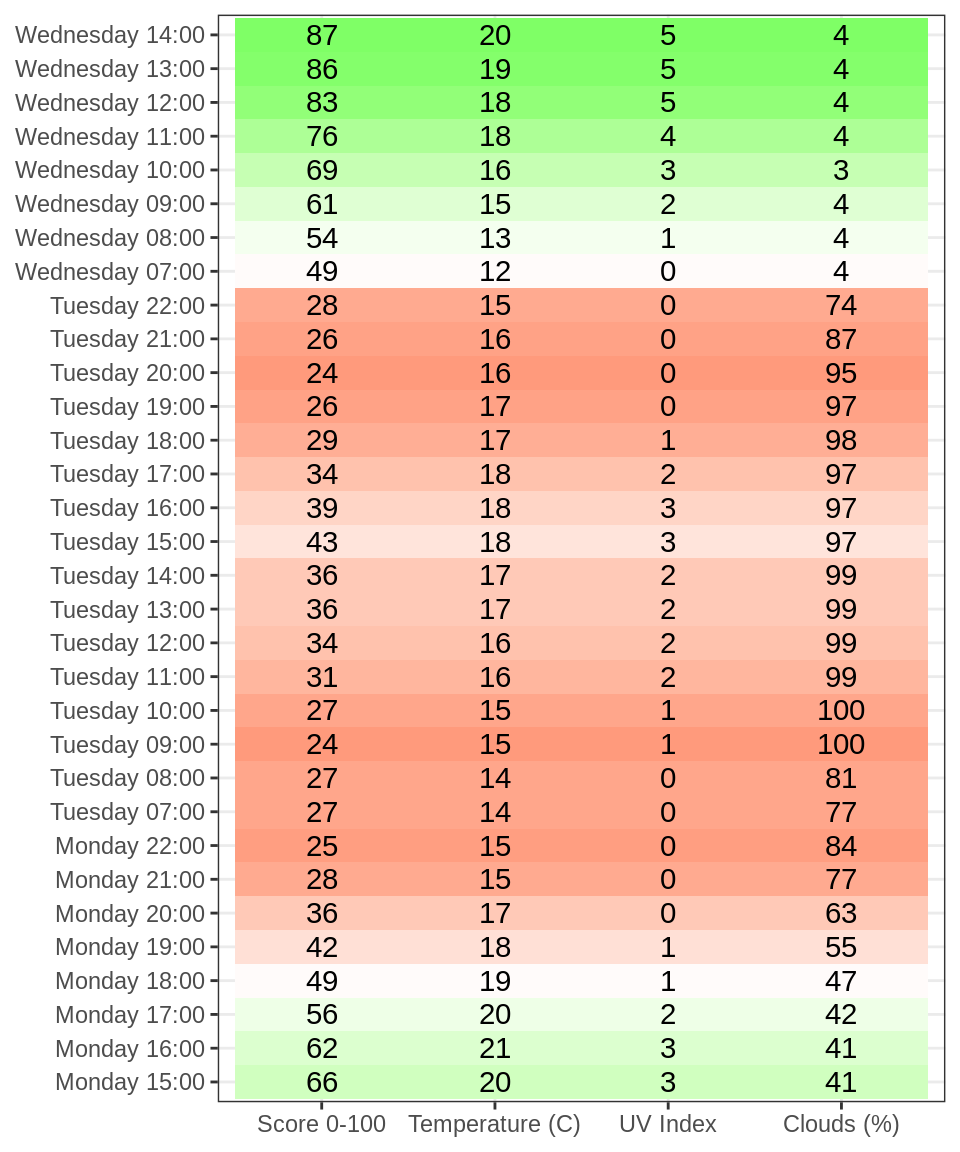 Wednesday 14:00 87 20 5 4
Wednesday 13:00 86 19 5 4
Wednesday 12:00 83 18 5 4
Wednesday 11:00 76 18 4 4
Wednesday 10:00 69 16 3 3
Wednesday 09:00 61 15 2 4
Wednesday 08:00 54 13 1 4
Wednesday 07:00 49 12 0 4
Tuesday 22:00 28 15 0 74
Tuesday 21:00 26 16 0 87
Tuesday 20:00 24 16 0 95
Tuesday 19:00 26 17 0 97
Tuesday 18:00 29 17 1 98
Tuesday 17:00 34 18 2 97
Tuesday 16:00 39 18 3 97
Tuesday 15:00 43 18 3 97
Tuesday 14:00 36 17 2 99
Tuesday 13:00 36 17 2 99
Tuesday 12:00 34 16 2 99
Tuesday 11:00 31 16 2 99
Tuesday 10:00 27 15 1 100
Tuesday 09:00 24 15 1 100
Tuesday 08:00 27 14 0 81
Tuesday 07:00 27 14 0 77
Monday 22:00 25 15 0 84
Monday 21:00 28 15 0 77
Monday 20:00 36 17 0 63
Monday 19:00 42 18 1 55
Monday 18:00 49 19 1 47
Monday 17:00 56 20 2 42
Monday 16:00 62 21 3 41
Monday 15:00 66 20 3 41
Score 0-100 Temperature (C) UV Index Clouds (%)